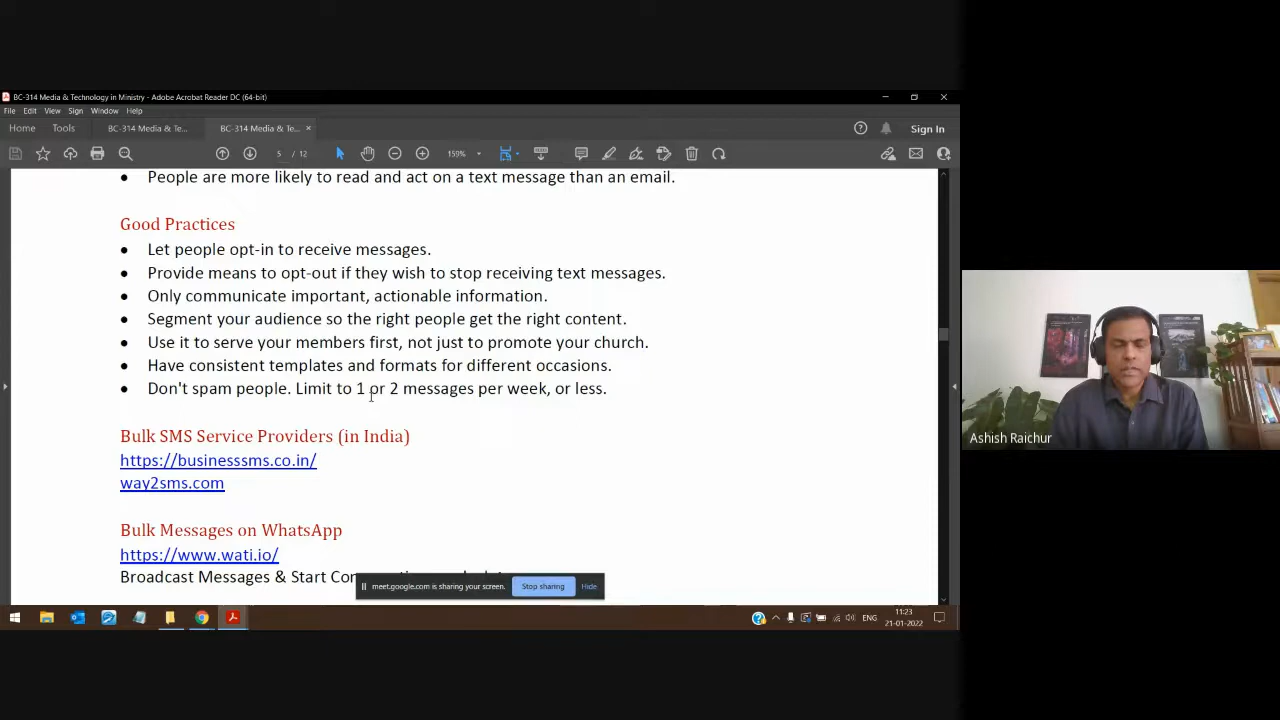 BC-314 Media & Technology in Ministry - Adobe Acrobat Reader DC (64-bit)
File Edit View Sign Window Help
Home Tools BC-314 Media & Te... BC-314 Media & Te... × Sign In
5 / 12 159%
• People are more likely to read and act on a text message than an email.
Good Practices
• Let people opt-in to receive messages.
• Provide means to opt-out if they wish to stop receiving text messages.
• Only communicate important, actionable information.
• Segment your audience so the right people get the right content.
• Use it to serve your members first, not just to promote your church.
• Have consistent templates and formats for different occasions.
• Don't spam people. Limit to 1 or 2 messages per week, or less.
Bulk SMS Service Providers (in India)
https://businesssms.co.in/
way2sms.com
Bulk Messages on WhatsApp
https://www.wati.io/
Broadcast Messages & Start
meet.google.com is sharing your screen. Stop sharing Hide
ENG 11:23
21-01-2022
Ashish Raichur